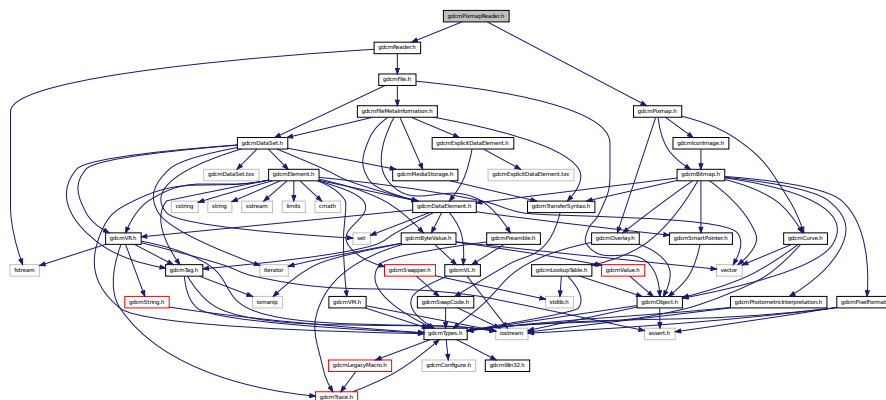 gdcmPixmapReader.h
gdcmReader.h
gdcmFile.h
gdcmFileMetaInformation.h
gdcmPixmap.h
gdcmDataSet.h
gdcmExplicitDataElement.h
gdcmIconImage.h
gdcmDataSet.txx
gdcmElement.h
gdcmMediaStorage.h
gdcmExplicitDataElement.txx
gdcmBitmap.h
cstring
string
sstream
limits
cmath
gdcmDataElement.h
gdcmTransferSyntax.h
gdcmVR.h
set
gdcmByteValue.h
gdcmPreamble.h
gdcmOverlay.h
gdcmSmartPointer.h
gdcmCurve.h
fstream
gdcmTag.h
iterator
gdcmSwapper.h
gdcmVL.h
gdcmLookupTable.h
gdcmValue.h
vector
gdcmString.h
iomanip
gdcmVM.h
gdcmSwapCode.h
stdlib.h
gdcmObject.h
gdcmPhotometricInterpretation.h
gdcmPixelFormat
gdcmTypes.h
iostream
assert.h
gdcmLegacyMacro.h
gdcmConfigure.h
gdcmWin32.h
gdcmTrace.h